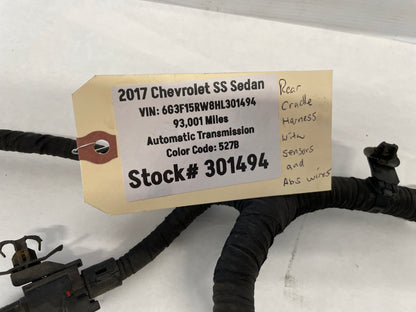 2017 Chevrolet SS Sedan
VIN: 6G3F15RW8HL301494
93,001 Miles
Automatic Transmission
Color Code: 527B
Stock# 301494
Rear
Cradle
Harness
With
sensors
and
Abs wires